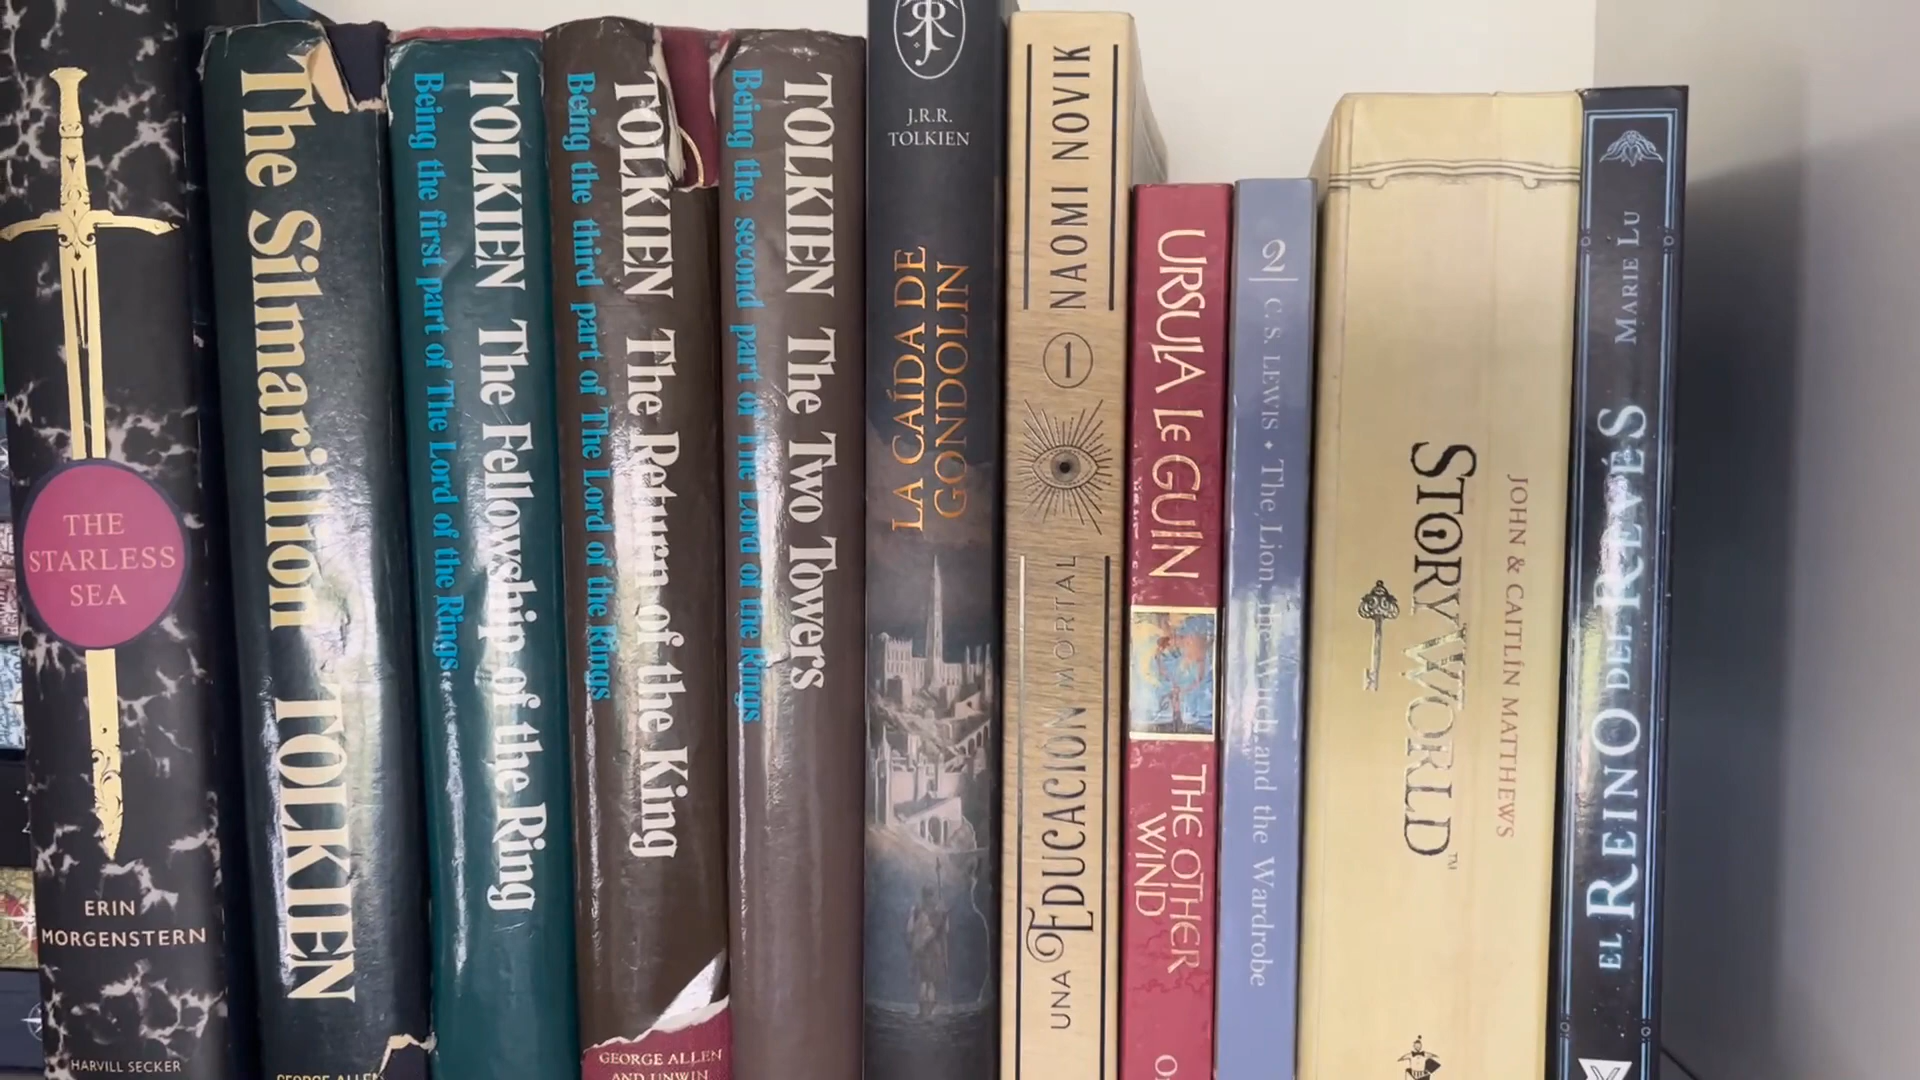 THE
STARLESS
SEA
ERIN
MORGENSTERN
HARVILL SECKER
The Silmarillion TOLKIEN
GEORGE ALLEN
TOLKIEN The Fellowship of the Ring
Being the first part of The Lord of the Rings
TOLKIEN The Return of the King
Being the third part of The Lord of the Rings
GEORGE ALLEN
AND UNWIN
TOLKIEN The Two Towers
Being the second part of The Lord of the Rings
J.R.R.
TOLKIEN
LA CAÍDA DE
GONDOLIN
NAOMI NOVIK
1
UNA EDUCACIÓN MORTAL
URSULA LE GUIN
THE OTHER
WIND
2 C. S. LEWIS • The Lion, the Witch and the Wardrobe
JOHN & CAITLÍN MATTHEWS
STORYWORLD™
EL REINO DEL REVÉS MARIE LU